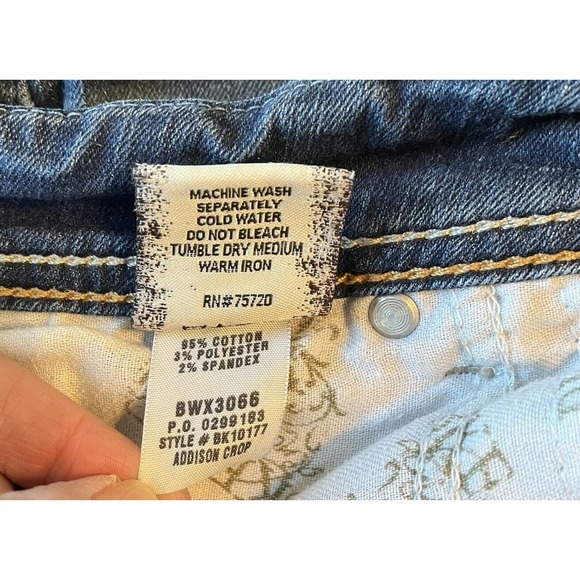 MACHINE WASH
SEPARATELY
COLD WATER
DO NOT BLEACH
TUMBLE DRY MEDIUM
WARM IRON
RN#75720
95% COTTON
3% POLYESTER
2% SPANDEX
BWX3066
P.O. 0299183
STYLE # BK10177
ADDISON CROP